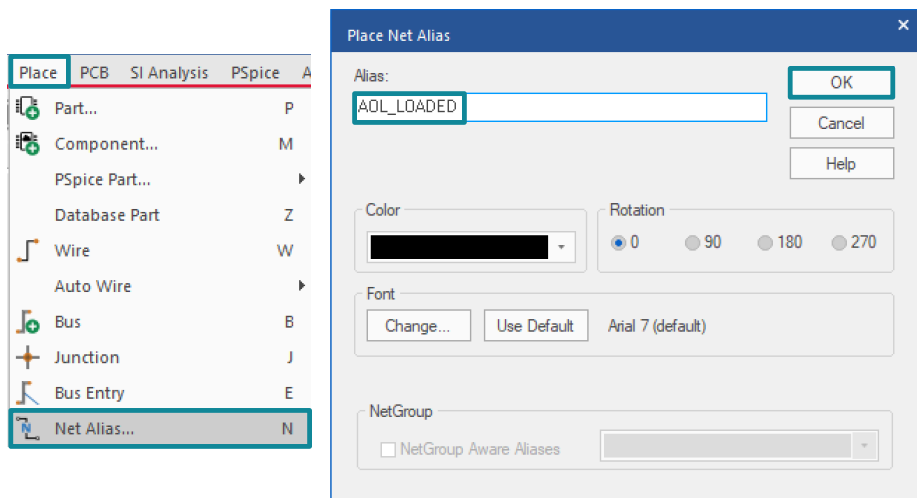 Place PCB SI Analysis PSpice A
Part... P
Component... M
PSpice Part...
Database Part Z
Wire W
Auto Wire
Bus B
Junction J
Bus Entry E
N Net Alias... N
Place Net Alias
Alias:
AOL_LOADED
OK
Cancel
Help
Color
Rotation
0 90 180 270
Font
Change... Use Default Arial 7 (default)
NetGroup
NetGroup Aware Aliases